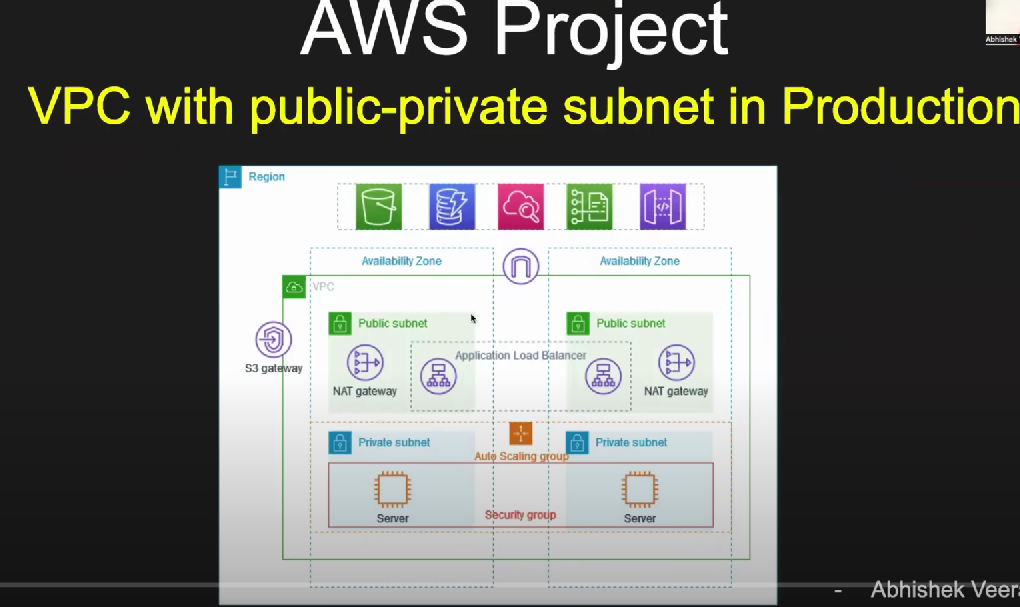 AWS Project
Abhishek
VPC with public-private subnet in Production
Region
Availability Zone
Availability Zone
VPC
Public subnet
Public subnet
Application Load Balancer
S3 gateway
NAT gateway
NAT gateway
Private subnet
Private subnet
Auto Scaling group
Server
Security group
Server
- Abhishek Veera